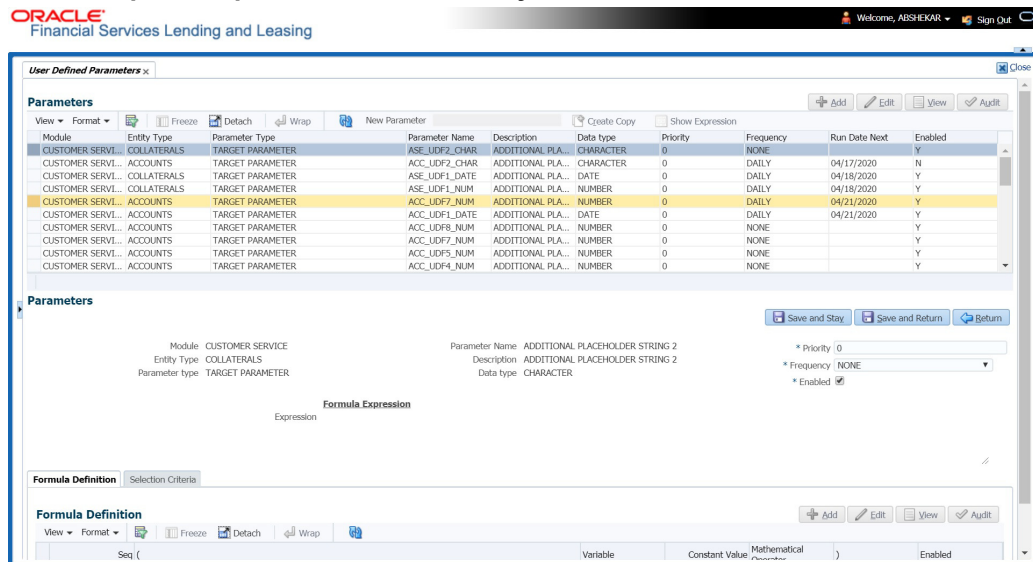 ORACLE
Financial Services Lending and Leasing
Welcome, ABSHEKAR
Sign Out
User Defined Parameters ×
Close
Parameters
Add Edit View Audit
View Format Freeze Detach Wrap New Parameter Create Copy Show Expression
Module Entity Type Parameter Type Parameter Name Description Data type Priority Frequency Run Date Next Enabled
CUSTOMER SERVI... COLLATERALS TARGET PARAMETER ASE_UDF2_CHAR ADDITIONAL PLA... CHARACTER 0 NONE Y
CUSTOMER SERVI... ACCOUNTS TARGET PARAMETER ACC_UDF2_CHAR ADDITIONAL PLA... CHARACTER 0 DAILY 04/17/2020 N
CUSTOMER SERVI... COLLATERALS TARGET PARAMETER ASE_UDF1_DATE ADDITIONAL PLA... DATE 0 DAILY 04/18/2020 Y
CUSTOMER SERVI... COLLATERALS TARGET PARAMETER ASE_UDF1_NUM ADDITIONAL PLA... NUMBER 0 DAILY 04/18/2020 Y
CUSTOMER SERVI... ACCOUNTS TARGET PARAMETER ACC_UDF7_NUM ADDITIONAL PLA... NUMBER 0 DAILY 04/21/2020 Y
CUSTOMER SERVI... ACCOUNTS TARGET PARAMETER ACC_UDF1_DATE ADDITIONAL PLA... DATE 0 DAILY 04/21/2020 Y
CUSTOMER SERVI... ACCOUNTS TARGET PARAMETER ACC_UDF8_NUM ADDITIONAL PLA... NUMBER 0 NONE Y
CUSTOMER SERVI... ACCOUNTS TARGET PARAMETER ACC_UDF7_NUM ADDITIONAL PLA... NUMBER 0 NONE Y
CUSTOMER SERVI... ACCOUNTS TARGET PARAMETER ACC_UDF5_NUM ADDITIONAL PLA... NUMBER 0 NONE Y
CUSTOMER SERVI... ACCOUNTS TARGET PARAMETER ACC_UDF4_NUM ADDITIONAL PLA... NUMBER 0 NONE Y
Parameters
Save and Stay Save and Return Return
Module CUSTOMER SERVICE Parameter Name ADDITIONAL PLACEHOLDER STRING 2 * Priority 0
Entity Type COLLATERALS Description ADDITIONAL PLACEHOLDER STRING 2 * Frequency NONE
Parameter type TARGET PARAMETER Data type CHARACTER * Enabled
Formula Expression
Expression
Formula Definition Selection Criteria
Formula Definition
Add Edit View Audit
View Format Freeze Detach Wrap
Seq ( Variable Constant Value Mathematical ) Enabled